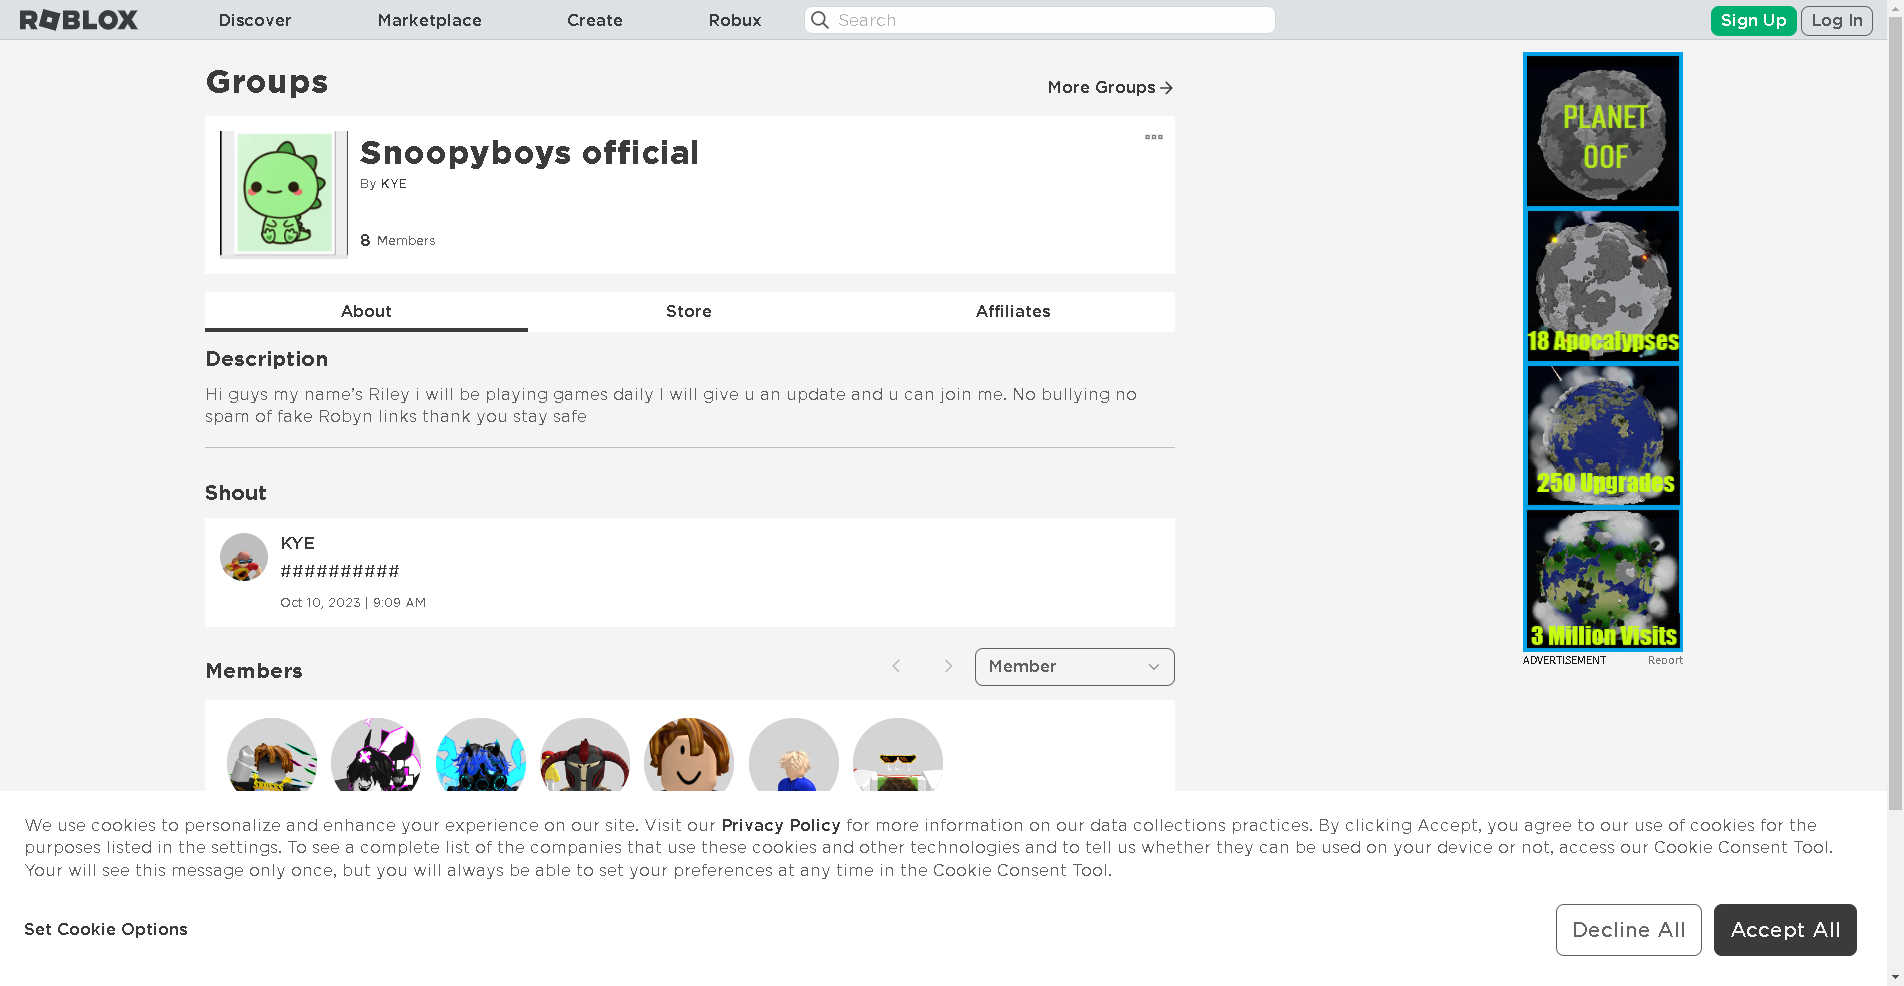 ROBLOX Discover Marketplace Create Robux Search Sign Up Log In
Groups
More Groups
Snoopyboys official
By KYE
8 Members
About Store Affiliates
Description
Hi guys my name’s Riley i will be playing games daily I will give u an update and u can join me. No bullying no
spam of fake Robyn links thank you stay safe
Shout
KYE
##########
Oct 10, 2023 | 9:09 AM
Members
Member
PLANET
OOF
18 Apocalypses
250 Upgrades
3 Million Visits
ADVERTISEMENT Report
We use cookies to personalize and enhance your experience on our site. Visit our Privacy Policy for more information on our data collections practices. By clicking Accept, you agree to our use of cookies for the
purposes listed in the settings. To see a complete list of the companies that use these cookies and other technologies and to tell us whether they can be used on your device or not, access our Cookie Consent Tool.
Your will see this message only once, but you will always be able to set your preferences at any time in the Cookie Consent Tool.
Set Cookie Options
Decline All
Accept All